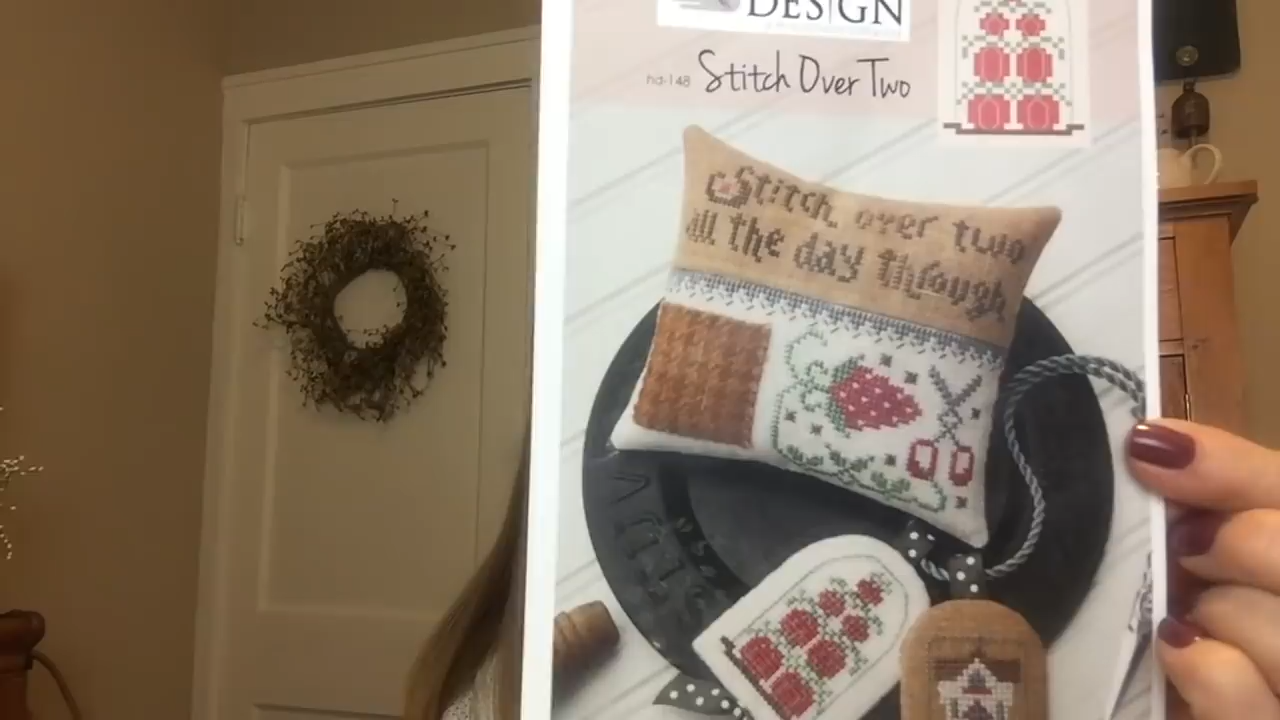 DESIGN
hd-148 Stitch Over Two
Stitch over two
all the day through